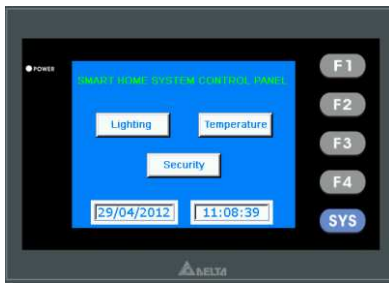 POWER
SMART HOME SYSTEM CONTROL PANEL
Lighting
Temperature
Security
29/04/2012
11:08:39
F1
F2
F3
F4
SYS
DELTA